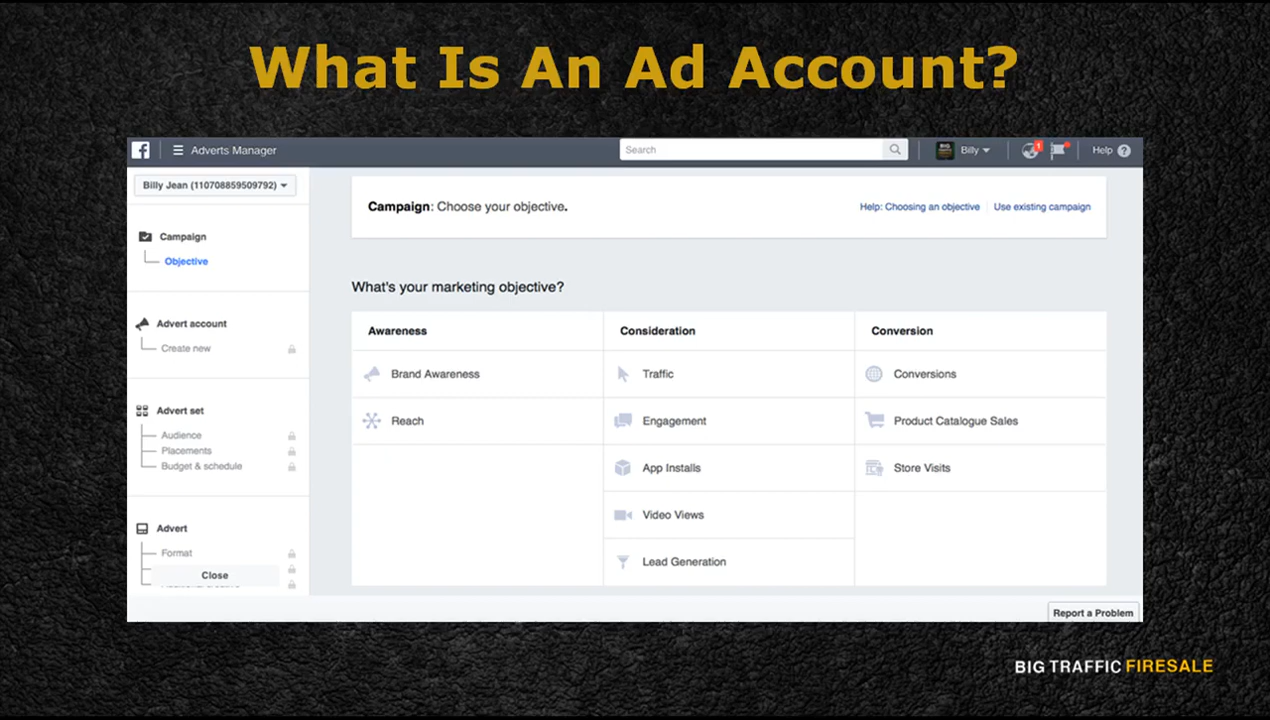 What Is An Ad Account?
Adverts Manager
Search
Billy
1
Help
Billy Jean (110708859509792)
Campaign: Choose your objective.
Help: Choosing an objective
Use existing campaign
Campaign
Objective
What's your marketing objective?
Advert account
Create new
Awareness
Consideration
Conversion
Brand Awareness
Traffic
Conversions
Reach
Engagement
Product Catalogue Sales
Advert set
Audience
Placements
Budget & schedule
App Installs
Store Visits
Video Views
Advert
Format
Lead Generation
Close
Report a Problem
BIG TRAFFIC FIRESALE